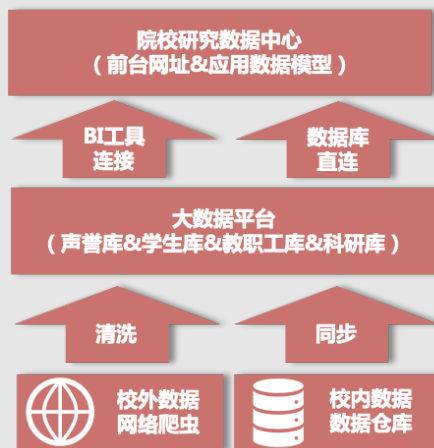 院校研究数据中心
（前台网址&应用数据模型）
BI工具
连接
数据库
直连
大数据平台
（声誉库&学生库&教职工库&科研库）
清洗
同步
校外数据
网络爬虫
校内数据
数据仓库